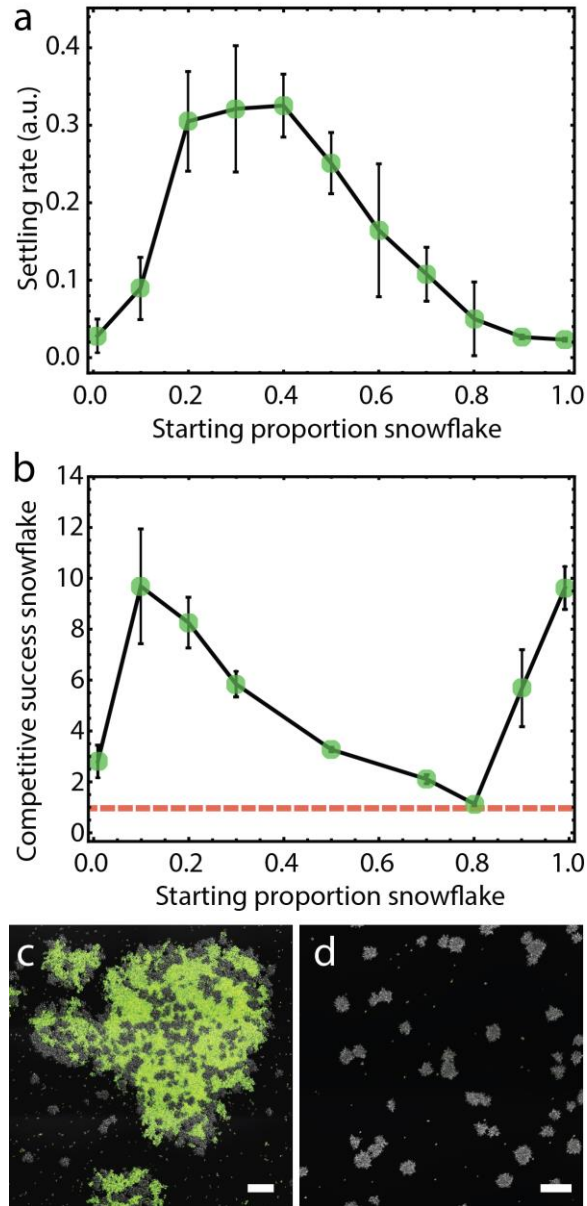 a
0.4
0.3
0.2
0.1
0.0
Settling rate (a.u.)
0.0 0.2 0.4 0.6 0.8 1.0
Starting proportion snowflake
b
14
12
10
8
6
4
2
0
Competitive success snowflake
0.0 0.2 0.4 0.6 0.8 1.0
Starting proportion snowflake
c
d